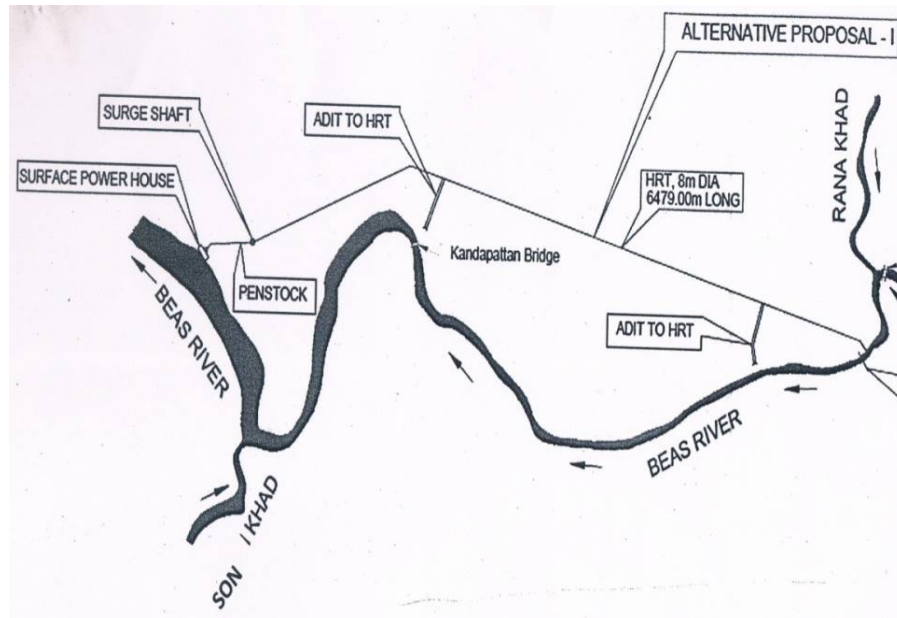 ALTERNATIVE PROPOSAL - I
SURGE SHAFT
ADIT TO HRT
RANA KHAD
SURFACE POWER HOUSE
HRT, 8m DIA
6479.00m LONG
Kandapattan Bridge
PENSTOCK
BEAS RIVER
ADIT TO HRT
BEAS RIVER
SON I KHAD